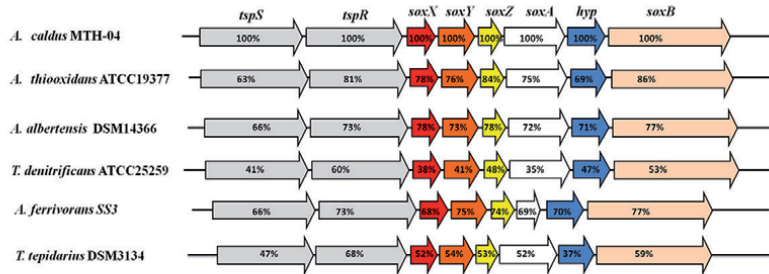 tspS tspR soxX soxY soxZ soxA hyp soxB
A. caldus MTH-04 100% 100% 100% 100% 100% 100% 100% 100%
A. thiooxidans ATCC19377 63% 81% 78% 76% 84% 75% 69% 86%
A. albertensis DSM14366 66% 73% 78% 73% 78% 72% 71% 77%
T. denitrificans ATCC25259 41% 60% 38% 41% 48% 35% 47% 53%
A. ferrivorans SS3 66% 73% 68% 75% 74% 69% 70% 77%
T. tepidarius DSM3134 47% 68% 52% 54% 53% 52% 37% 59%